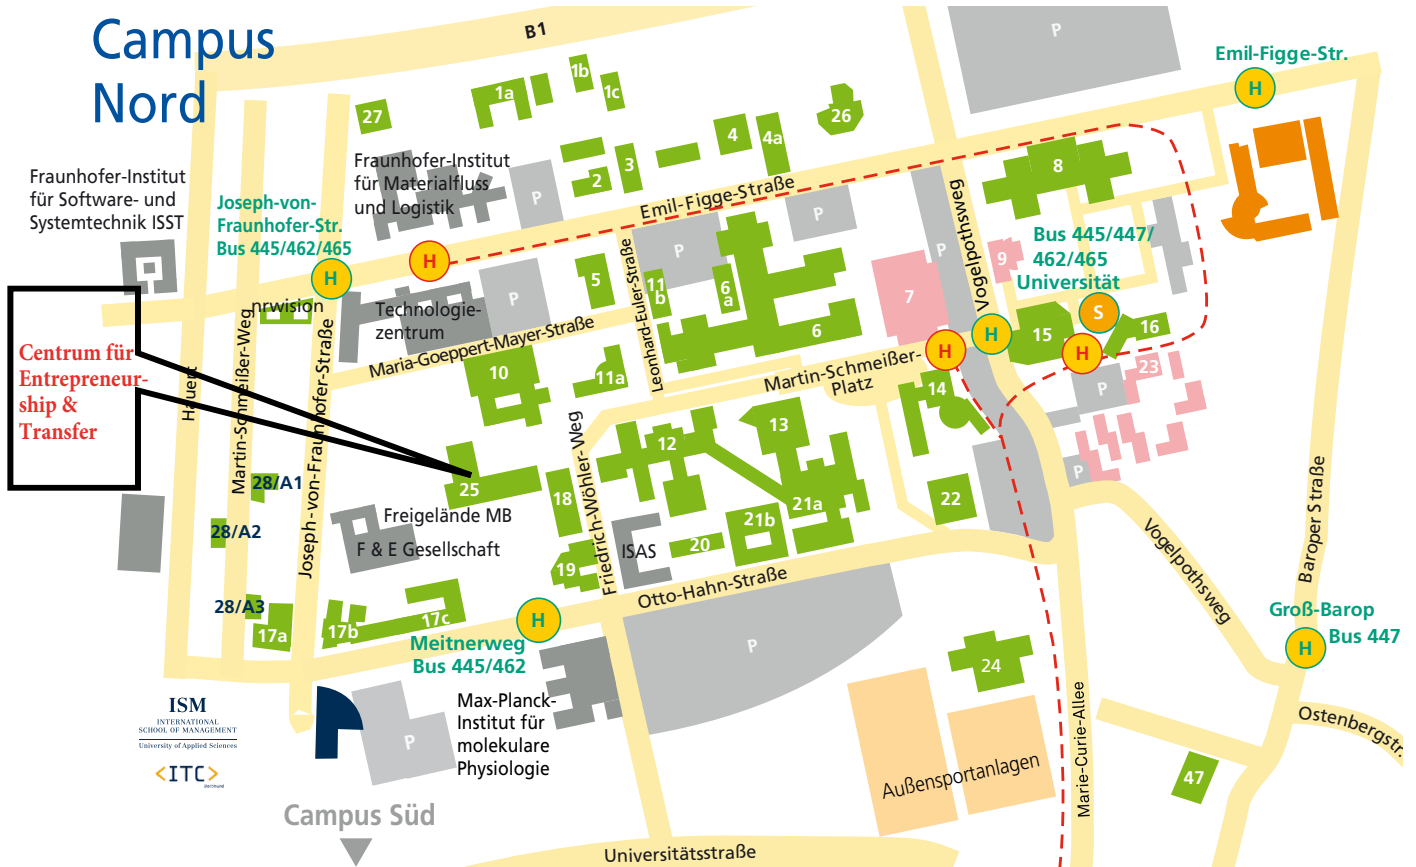 Campus
Nord
B1
Emil-Figge-Str.
H
P
1b
1a
1c
27
26
4
4a
3
2
8
Fraunhofer-Institut
für Software- und
Systemtechnik ISST
Fraunhofer-Institut
für Materialfluss
und Logistik
P
Joseph-von-
Fraunhofer-Str.
Bus 445/462/465
H
H
Emil-Figge-Straße
P
P
P
Vogelpothsweg
9
Bus 445/447/
462/465
Universität
S
nrwision
Technologie-
zentrum
P
5
11
b
6
a
6
7
H
H
15
H
16
Leonhard-Euler-Straße
Maria-Goeppert-Mayer-Straße
Martin-Schmeißer-
Platz
10
11a
14
P
23
Centrum für
Entrepreneur-
ship &
Transfer
Hauert
Martin-Schmeißer-Weg
Joseph-von-Fraunhofer-Straße
Friedrich-Wöhler-Weg
12
13
25
18
21a
21b
22
20
P
28/A1
28/A2
28/A3
Freigelände MB
F & E Gesellschaft
ISAS
19
Otto-Hahn-Straße
Vogelpothsweg
Baroper Straße
17a
17b
17c
H
Meitnerweg
Bus 445/462
P
Groß-Barop
Bus 447
H
24
ISM
INTERNATIONAL
SCHOOL OF MANAGEMENT
University of Applied Sciences
<ITC>
Dortmund
P
Max-Planck-
Institut für
molekulare
Physiologie
Außensportanlagen
Marie-Curie-Allee
Ostenbergstr.
47
Campus Süd
Universitätsstraße